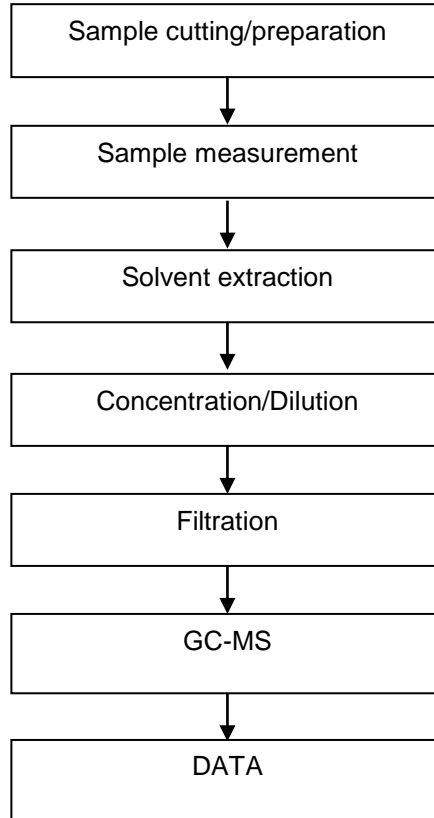 Sample cutting/preparation
Sample measurement
Solvent extraction
Concentration/Dilution
Filtration
GC-MS
DATA